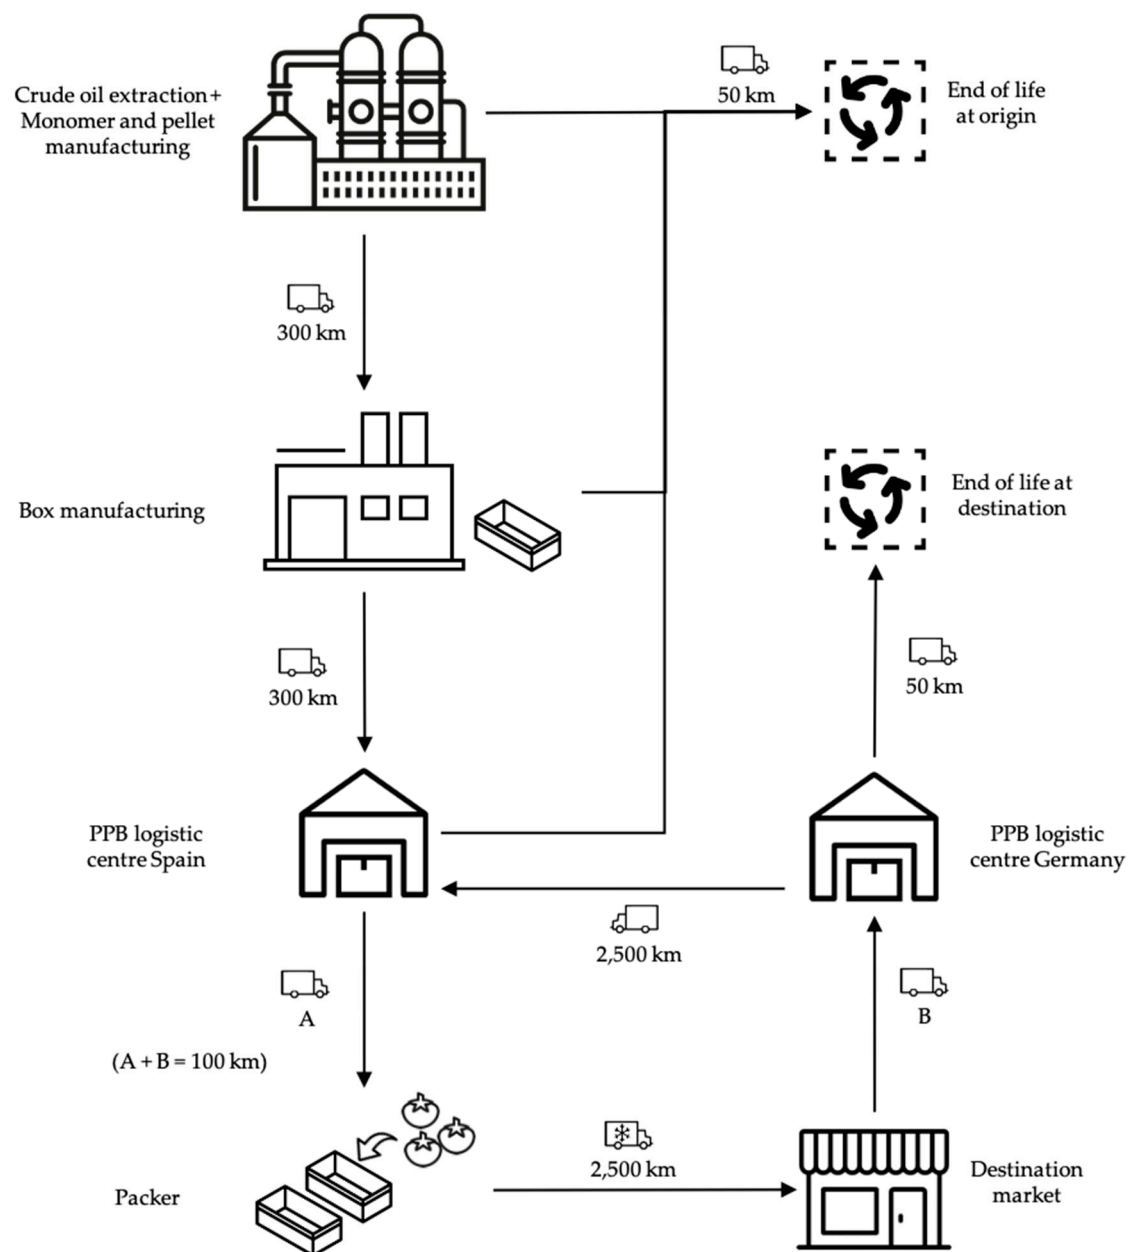 Crude oil extraction+
Monomer and pellet
manufacturing
50 km
End of life
at origin
300 km
Box manufacturing
End of life at
destination
300 km
50 km
PPB logistic
centre Spain
PPB logistic
centre Germany
2,500 km
A
B
(A + B = 100 km)
2,500 km
Packer
Destination
market